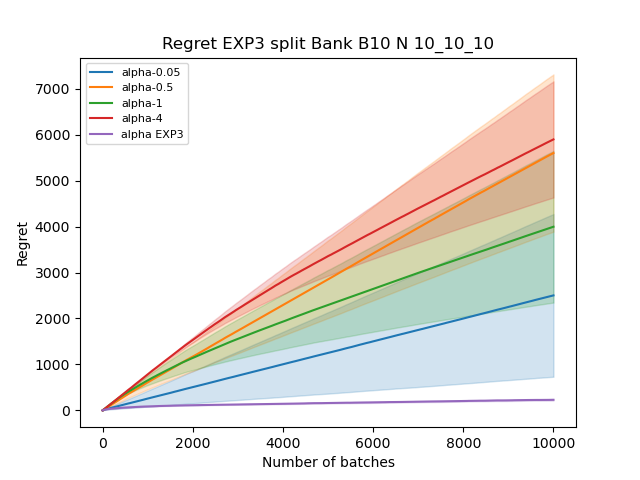 Regret EXP3 split Bank B10 N 10_10_10
alpha-0.05
alpha-0.5
alpha-1
alpha-4
alpha EXP3
7000
6000
5000
4000
3000
2000
1000
0
Regret
0 2000 4000 6000 8000 10000
Number of batches